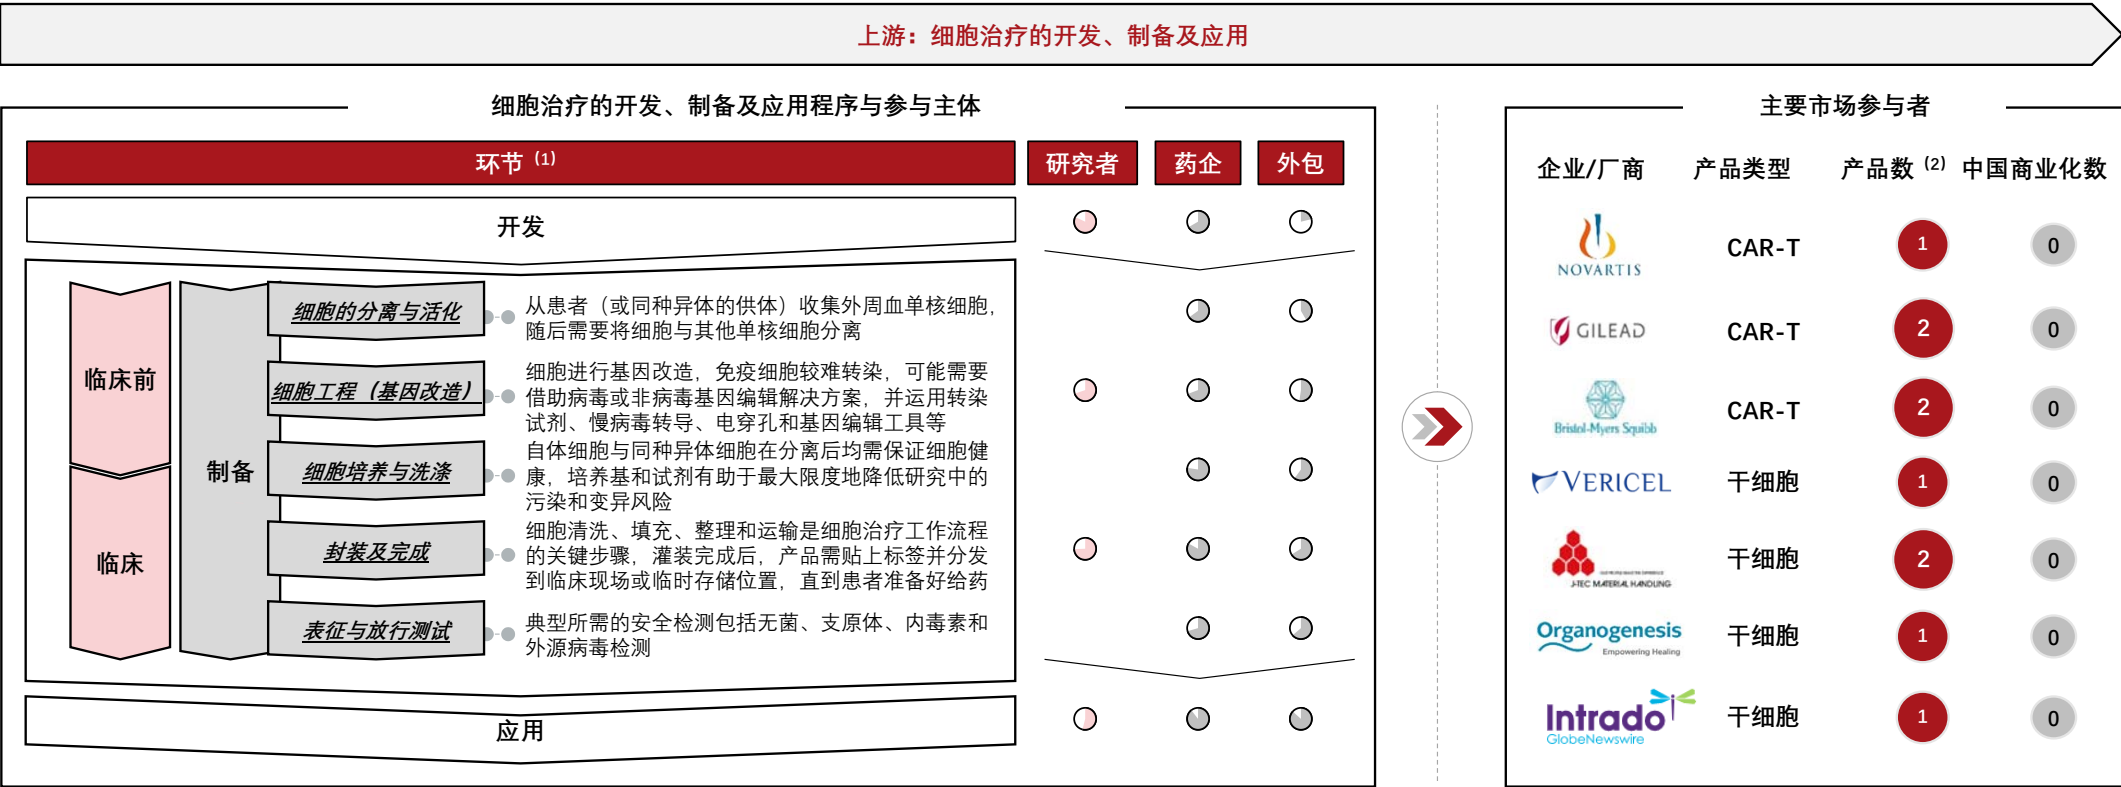 上游：细胞治疗的开发、制备及应用
细胞治疗的开发、制备及应用程序与参与主体
环节 (1)
研究者
药企
外包
开发
临床前
临床
制备
细胞的分离与活化
从患者（或同种异体的供体）收集外周血单核细胞，
随后需要将细胞与其他单核细胞分离
细胞工程（基因改造）
细胞进行基因改造，免疫细胞较难转染，可能需要
借助病毒或非病毒基因编辑解决方案，并运用转染
试剂、慢病毒转导、电穿孔和基因编辑工具等
细胞培养与洗涤
自体细胞与同种异体细胞在分离后均需保证细胞健
康，培养基和试剂有助于最大限度地降低研究中的
污染和变异风险
封装及完成
细胞清洗、填充、整理和运输是细胞治疗工作流程
的关键步骤，灌装完成后，产品需贴上标签并分发
到临床现场或临时存储位置，直到患者准备好给药
表征与放行测试
典型所需的安全检测包括无菌、支原体、内毒素和
外源病毒检测
应用
主要市场参与者
企业/厂商 产品类型 产品数 (2) 中国商业化数
NOVARTIS CAR-T 1 0
GILEAD CAR-T 2 0
Bristol-Myers Squibb CAR-T 2 0
VERICEL 干细胞 1 0
J-TEC MATERIAL HANDLING 干细胞 2 0
Organogenesis 干细胞 1 0
Empowering Healing
Intrado 干细胞 1 0
GlobeNewswire